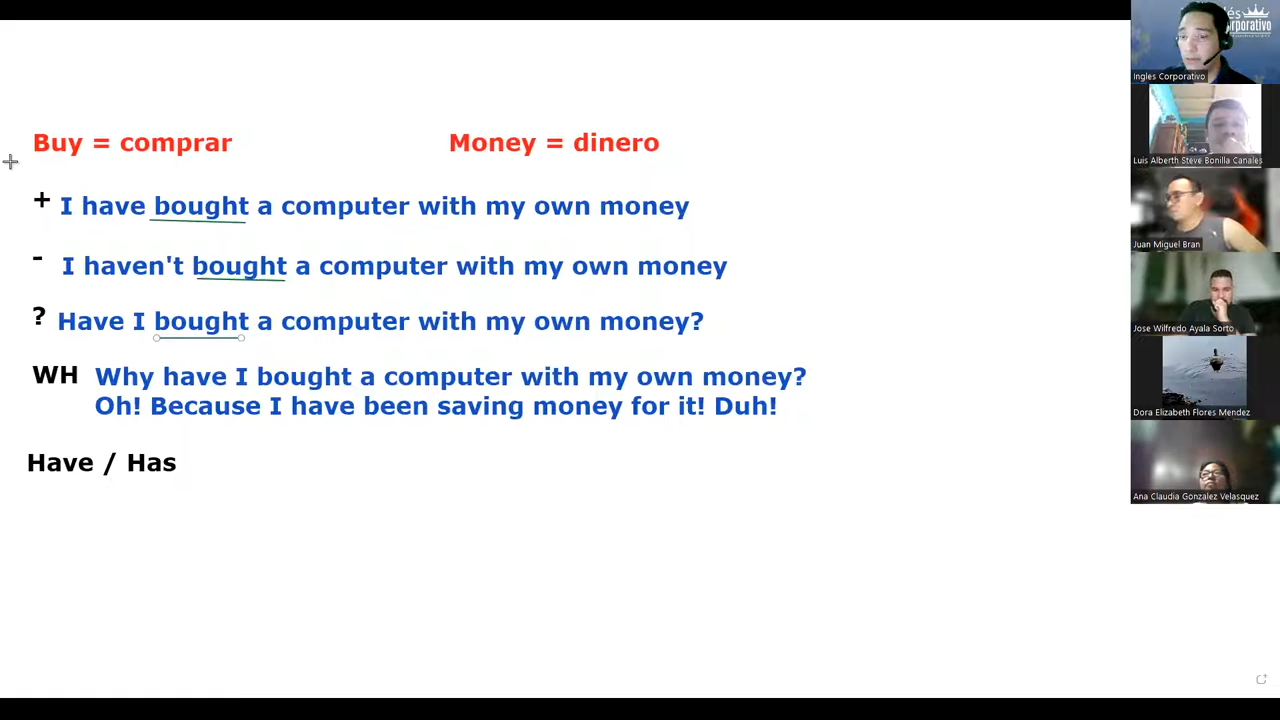 Buy = comprar
Money = dinero
+ I have bought a computer with my own money
- I haven't bought a computer with my own money
? Have I bought a computer with my own money?
WH Why have I bought a computer with my own money?
Oh! Because I have been saving money for it! Duh!
Have / Has
Ingles Corporativo
Luis Alberth Steve Bonilla Canales
Juan Miguel Bran
Jose Wilfredo Ayala Sorto
Dora Elizabeth Flores Mendez
Ana Claudia Gonzalez Velasquez